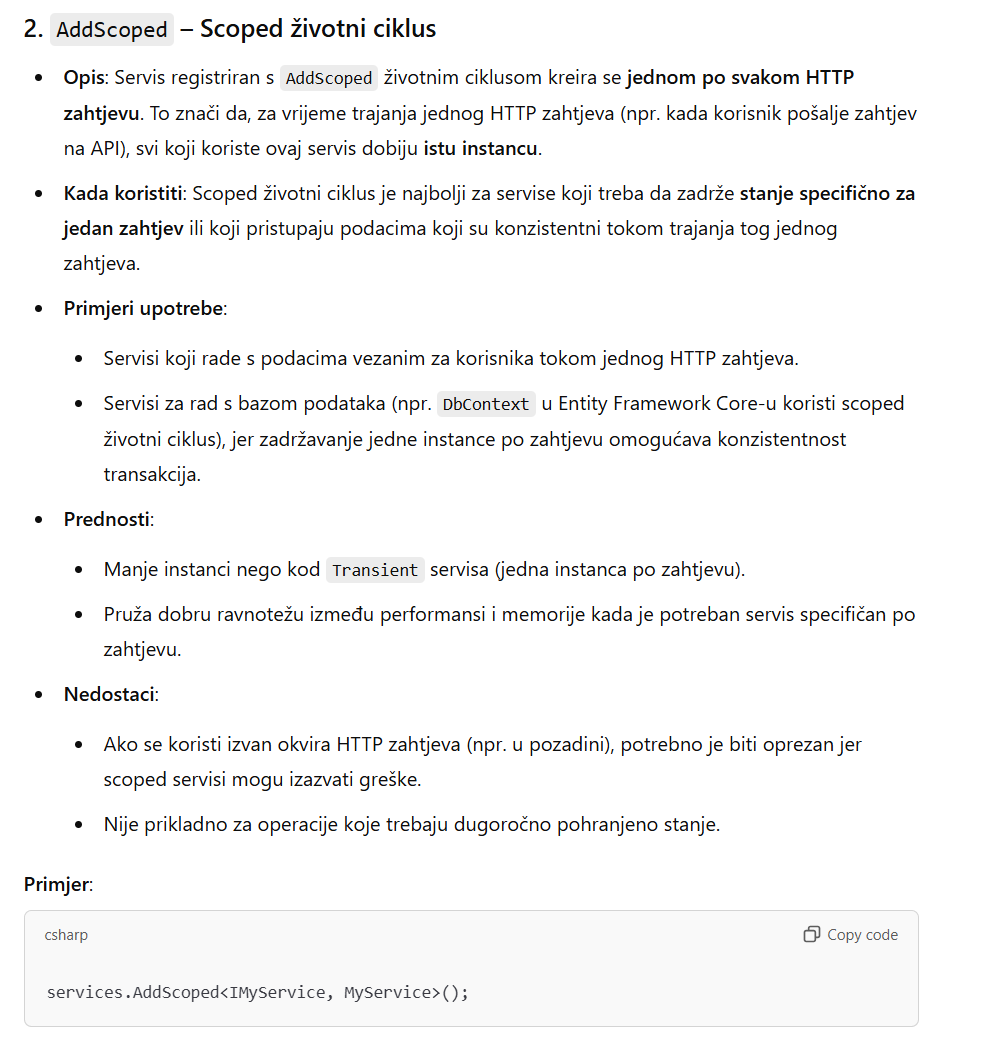 2. AddScoped – Scoped životni ciklus
Opis: Servis registriran s AddScoped životnim ciklusom kreira se jednom po svakom HTTP
zahtjevu. To znači da, za vrijeme trajanja jednog HTTP zahtjeva (npr. kada korisnik pošalje zahtjev
na API), svi koji koriste ovaj servis dobiju istu instancu.
Kada koristiti: Scoped životni ciklus je najbolji za servise koji treba da zadrže stanje specifično za
jedan zahtjev ili koji pristupaju podacima koji su konzistentni tokom trajanja tog jednog
zahtjeva.
Primjeri upotrebe:
Servisi koji rade s podacima vezanim za korisnika tokom jednog HTTP zahtjeva.
Servisi za rad s bazom podataka (npr. DbContext u Entity Framework Core-u koristi scoped
životni ciklus), jer zadržavanje jedne instance po zahtjevu omogućava konzistentnost
transakcija.
Prednosti:
Manje instanci nego kod Transient servisa (jedna instanca po zahtjevu).
Pruža dobru ravnotežu između performansi i memorije kada je potreban servis specifičan po
zahtjevu.
Nedostaci:
Ako se koristi izvan okvira HTTP zahtjeva (npr. u pozadini), potrebno je biti oprezan jer
scoped servisi mogu izazvati greške.
Nije prikladno za operacije koje trebaju dugoročno pohranjeno stanje.
Primjer:
csharp
Copy code
services.AddScoped<IMyService, MyService>();